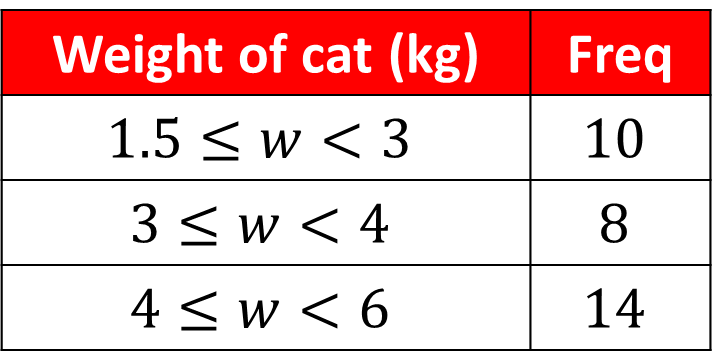 Weight of cat (kg) Freq
1.5 ≤ w < 3 10
3 ≤ w < 4 8
4 ≤ w < 6 14